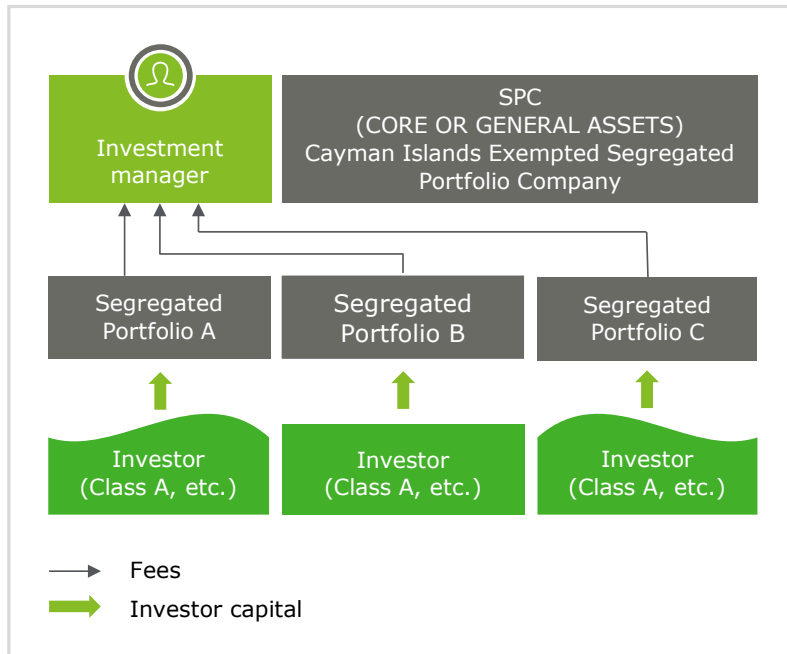 Investment
manager
SPC
(CORE OR GENERAL ASSETS)
Cayman Islands Exempted Segregated
Portfolio Company
Segregated
Portfolio A
Segregated
Portfolio B
Segregated
Portfolio C
Investor
(Class A, etc.)
Investor
(Class A, etc.)
Investor
(Class A, etc.)
Fees
Investor capital